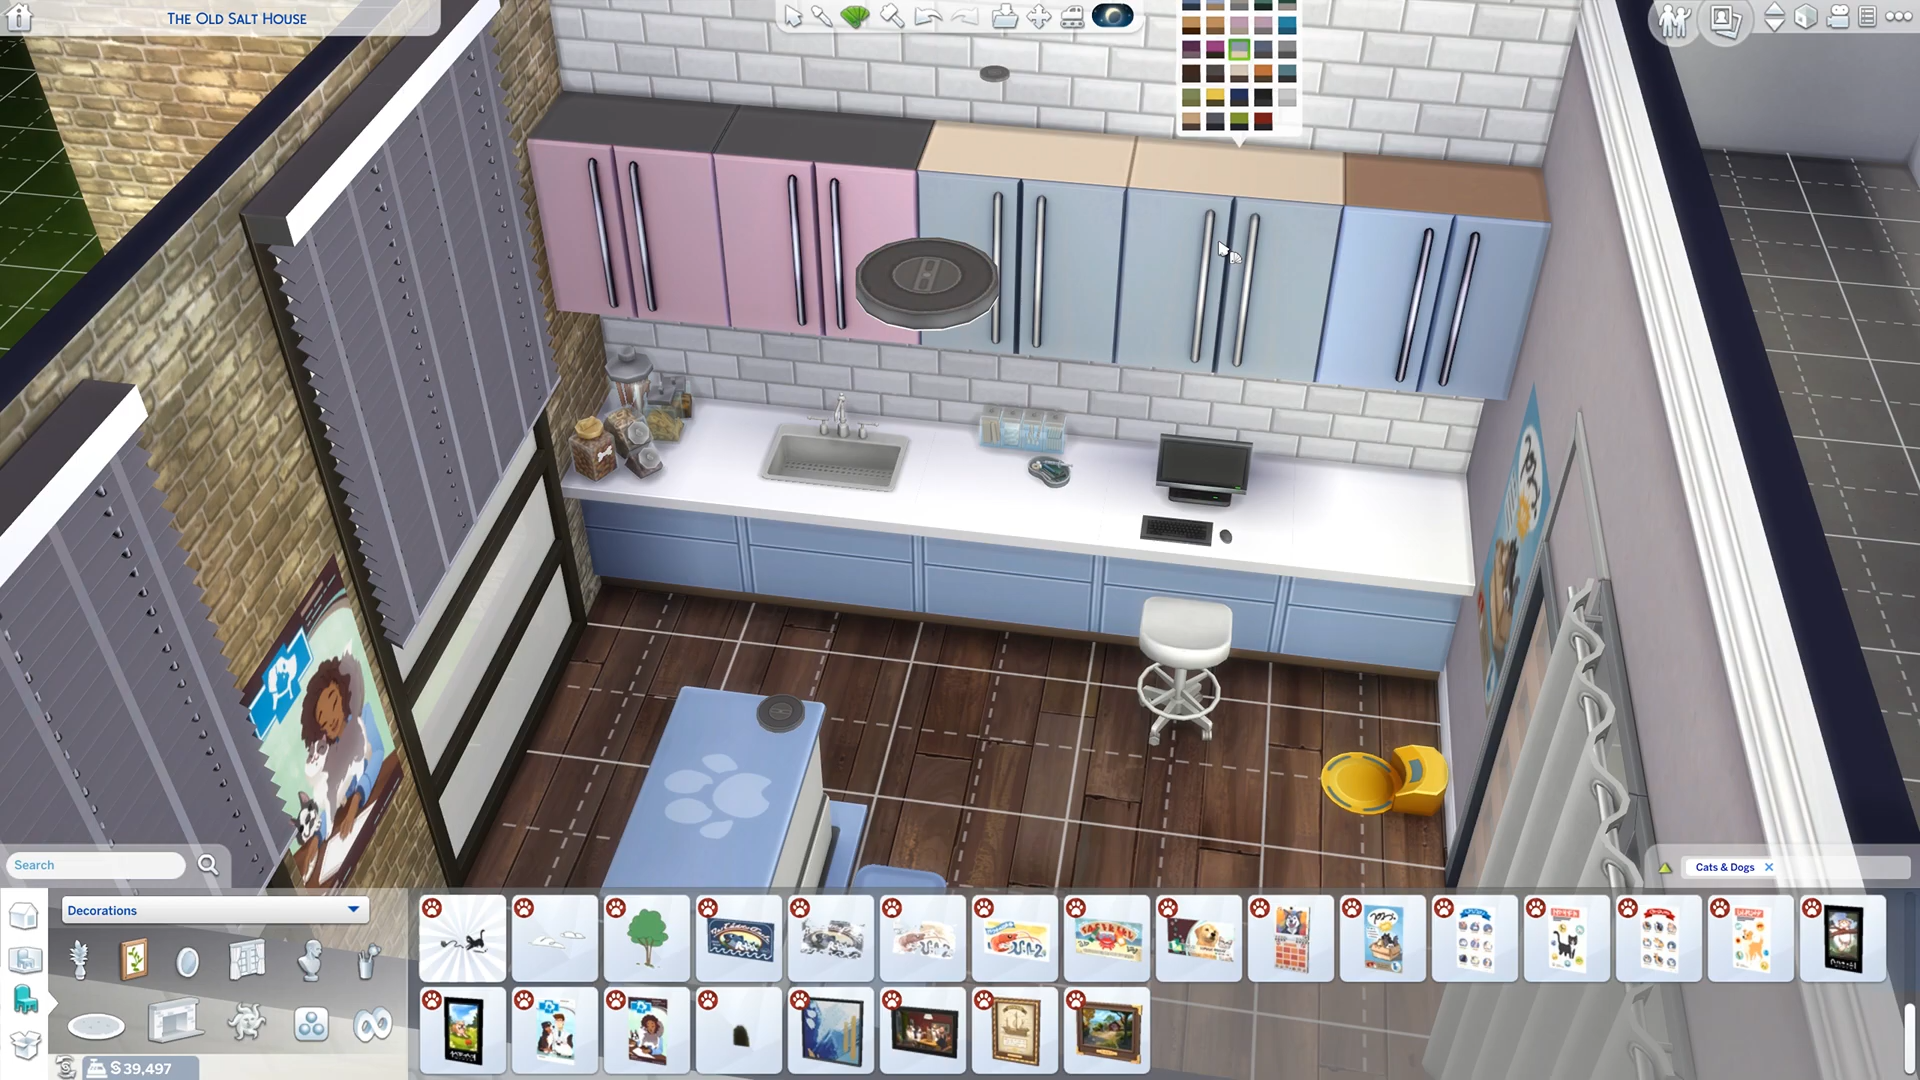 The Old Salt House
Search
Cats & Dogs
Decorations
§39,497